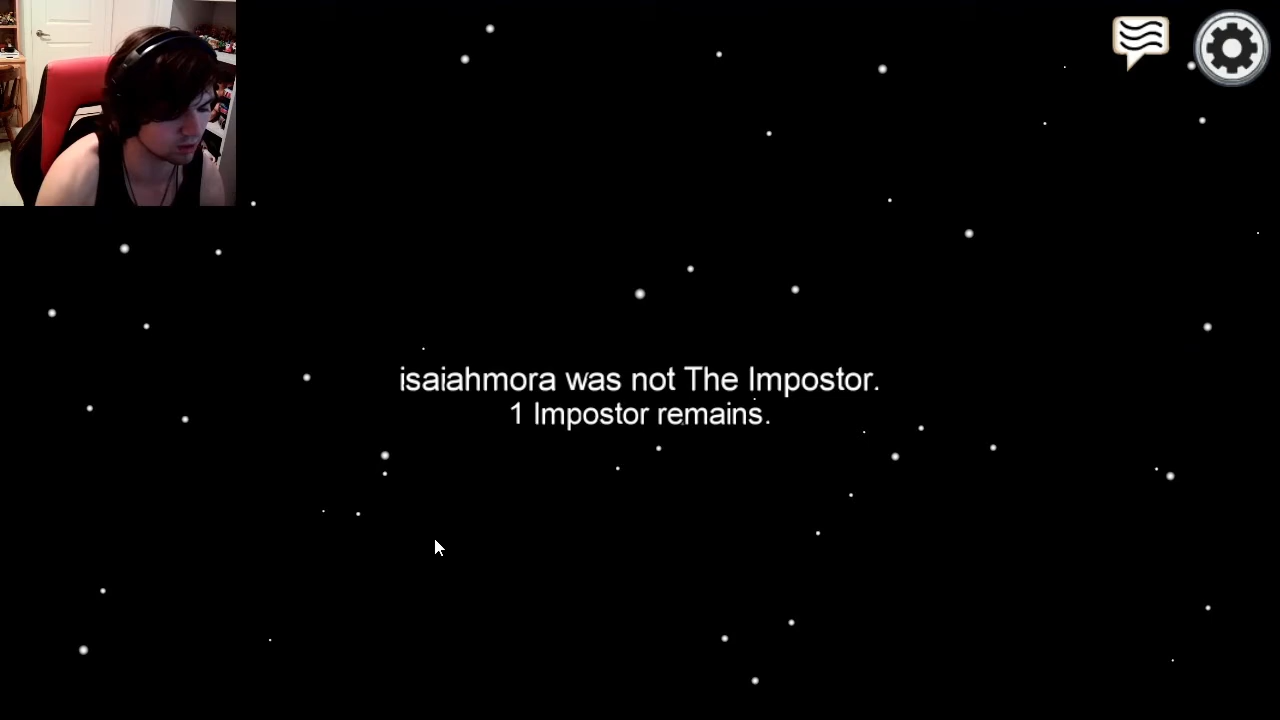 isaiahmora was not The Impostor.
1 Impostor remains.